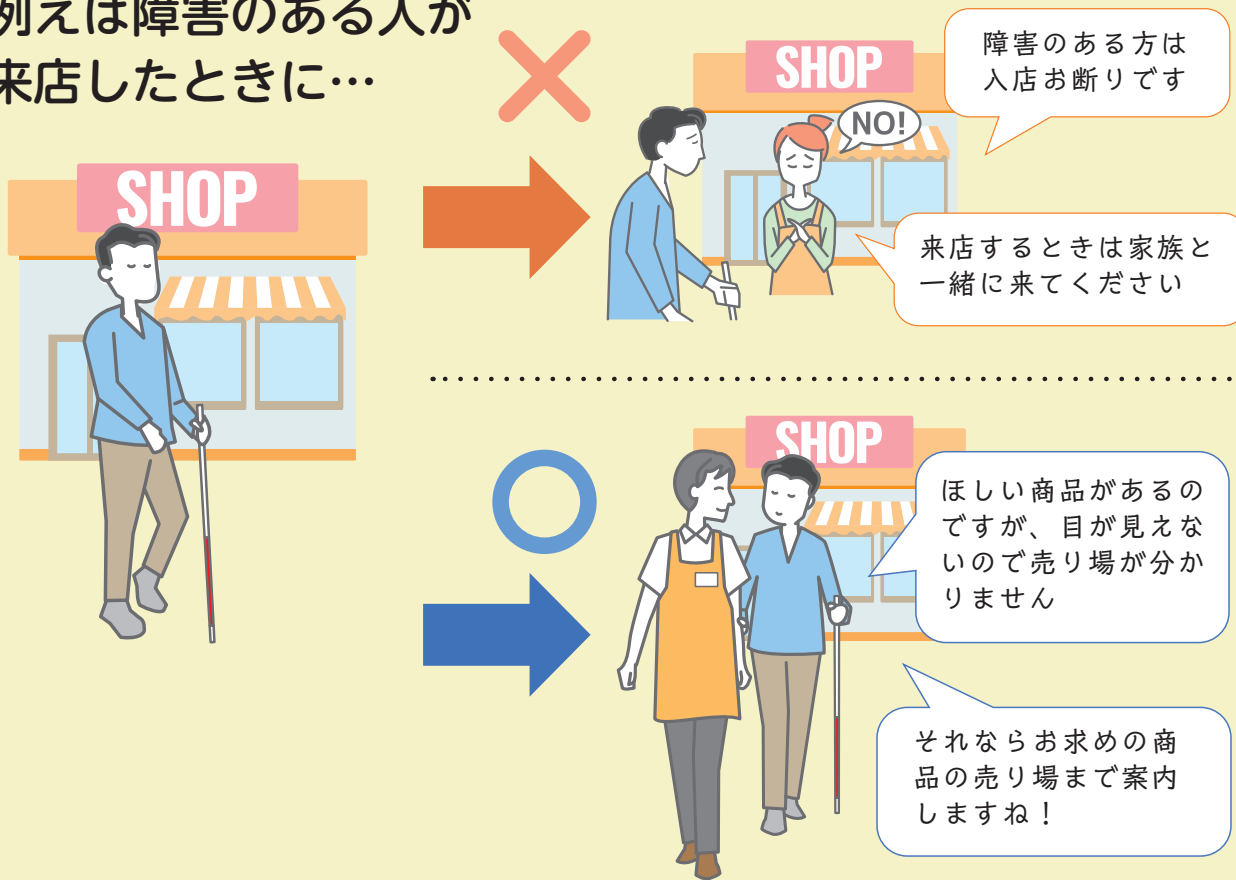 例えば障害のある人が
来店したときに…
SHOP
SHOP
NO!
障害のある方は
入店お断りです
来店するときは家族と
一緒に来てください
SHOP
ほしい商品があるの
ですが、目が見えな
いので売り場が分か
りません
それならお求めの商
品の売り場まで案内
しますね！